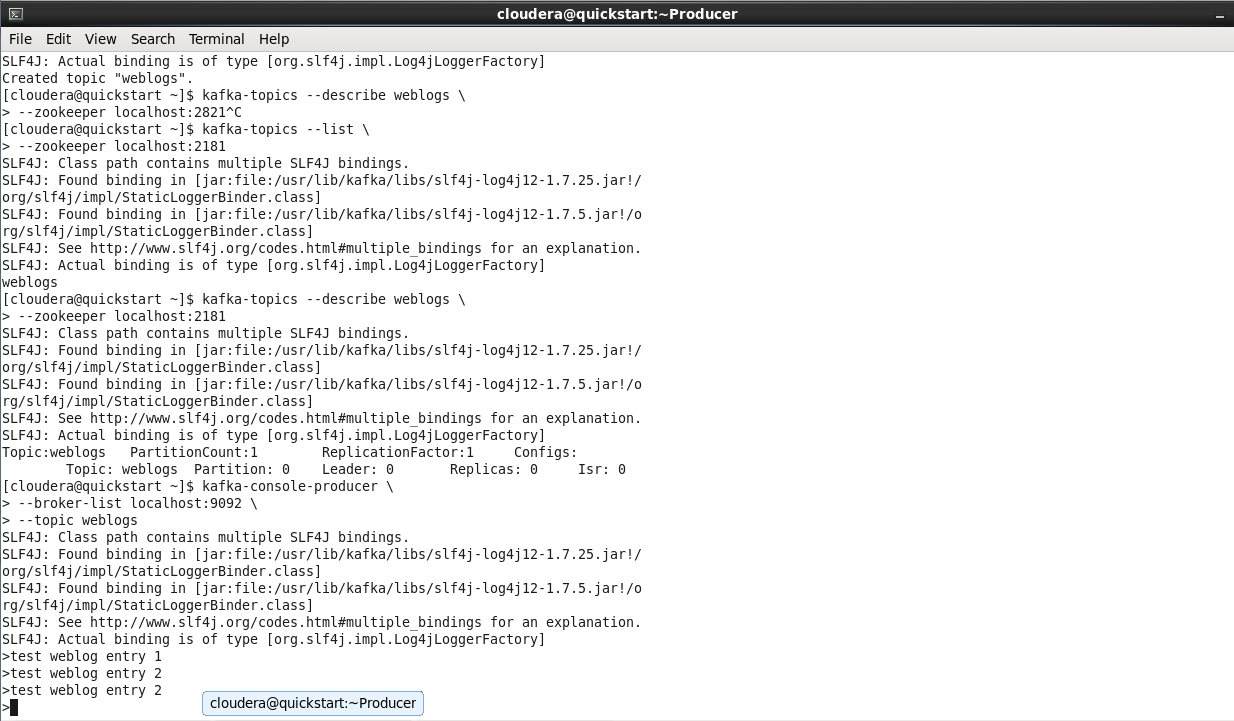 cloudera@quickstart:~Producer
File Edit View Search Terminal Help
SLF4J: Actual binding is of type [org.slf4j.impl.Log4jLoggerFactory]
Created topic "weblogs".
[cloudera@quickstart ~]$ kafka-topics --describe weblogs \
> --zookeeper localhost:2821^C
[cloudera@quickstart ~]$ kafka-topics --list \
> --zookeeper localhost:2181
SLF4J: Class path contains multiple SLF4J bindings.
SLF4J: Found binding in [jar:file:/usr/lib/kafka/libs/slf4j-log4j12-1.7.25.jar!/
org/slf4j/impl/StaticLoggerBinder.class]
SLF4J: Found binding in [jar:file:/usr/lib/kafka/libs/slf4j-log4j12-1.7.5.jar!/o
rg/slf4j/impl/StaticLoggerBinder.class]
SLF4J: See http://www.slf4j.org/codes.html#multiple_bindings for an explanation.
SLF4J: Actual binding is of type [org.slf4j.impl.Log4jLoggerFactory]
weblogs
[cloudera@quickstart ~]$ kafka-topics --describe weblogs \
> --zookeeper localhost:2181
SLF4J: Class path contains multiple SLF4J bindings.
SLF4J: Found binding in [jar:file:/usr/lib/kafka/libs/slf4j-log4j12-1.7.25.jar!/
org/slf4j/impl/StaticLoggerBinder.class]
SLF4J: Found binding in [jar:file:/usr/lib/kafka/libs/slf4j-log4j12-1.7.5.jar!/o
rg/slf4j/impl/StaticLoggerBinder.class]
SLF4J: See http://www.slf4j.org/codes.html#multiple_bindings for an explanation.
SLF4J: Actual binding is of type [org.slf4j.impl.Log4jLoggerFactory]
Topic:weblogs   PartitionCount:1        ReplicationFactor:1     Configs:
        Topic: weblogs  Partition: 0    Leader: 0       Replicas: 0     Isr: 0
[cloudera@quickstart ~]$ kafka-console-producer \
> --broker-list localhost:9092 \
> --topic weblogs
SLF4J: Class path contains multiple SLF4J bindings.
SLF4J: Found binding in [jar:file:/usr/lib/kafka/libs/slf4j-log4j12-1.7.25.jar!/
org/slf4j/impl/StaticLoggerBinder.class]
SLF4J: Found binding in [jar:file:/usr/lib/kafka/libs/slf4j-log4j12-1.7.5.jar!/o
rg/slf4j/impl/StaticLoggerBinder.class]
SLF4J: See http://www.slf4j.org/codes.html#multiple_bindings for an explanation.
SLF4J: Actual binding is of type [org.slf4j.impl.Log4jLoggerFactory]
>test weblog entry 1
>test weblog entry 2
>test weblog entry 2
>
cloudera@quickstart:~Producer